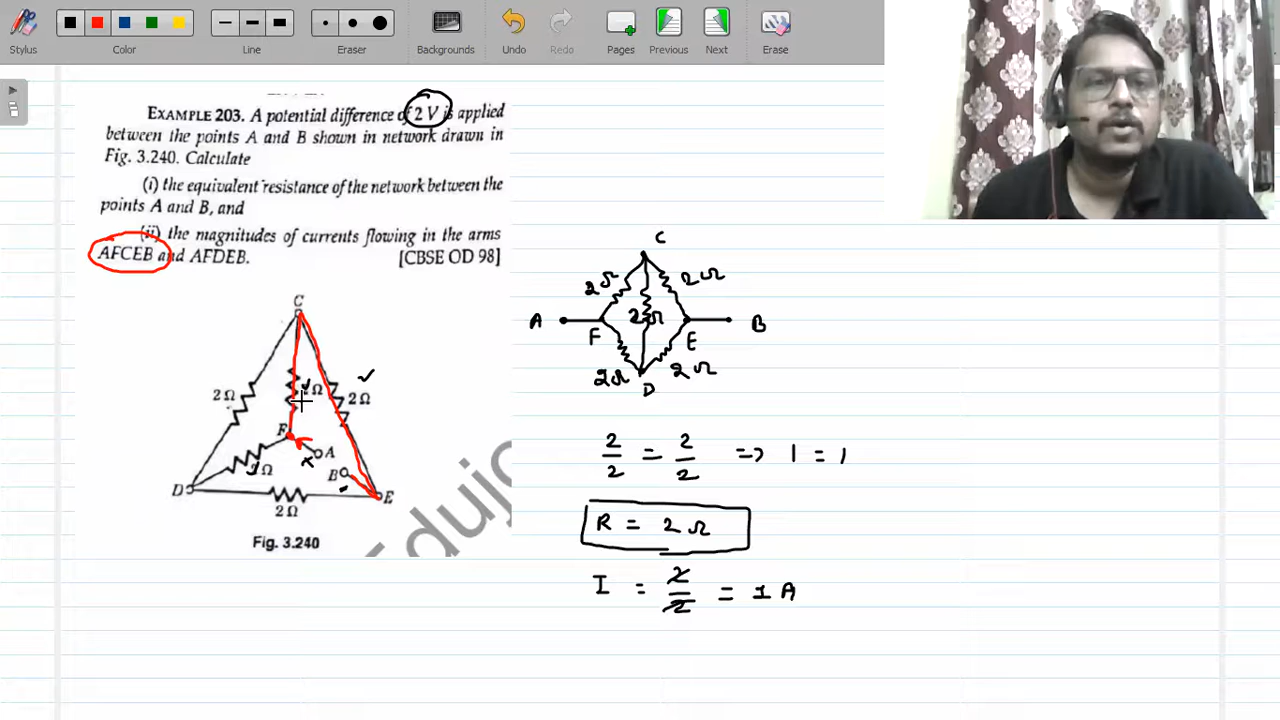 Stylus
Color
Line
Eraser
Backgrounds
Undo
Redo
Pages
Previous
Next
Erase
EXAMPLE 203. A potential difference of 2 V is applied
between the points A and B shown in network drawn in
Fig. 3.240. Calculate
(i) the equivalent resistance of the network between the
points A and B, and
(ii) the magnitudes of currents flowing in the arms
AFCEB and AFDEB. [CBSE OD 98]
C
2 Ω
Ω
2 Ω
F
A
Ω
B
D
E
2 Ω
Fig. 3.240
Eduj
C
2 Ω
2 Ω
A
2 Ω
B
F
E
2 Ω
2 Ω
D
2/2 = 2/2 => 1 = 1
R = 2 Ω
I = 2/2 = 1 A